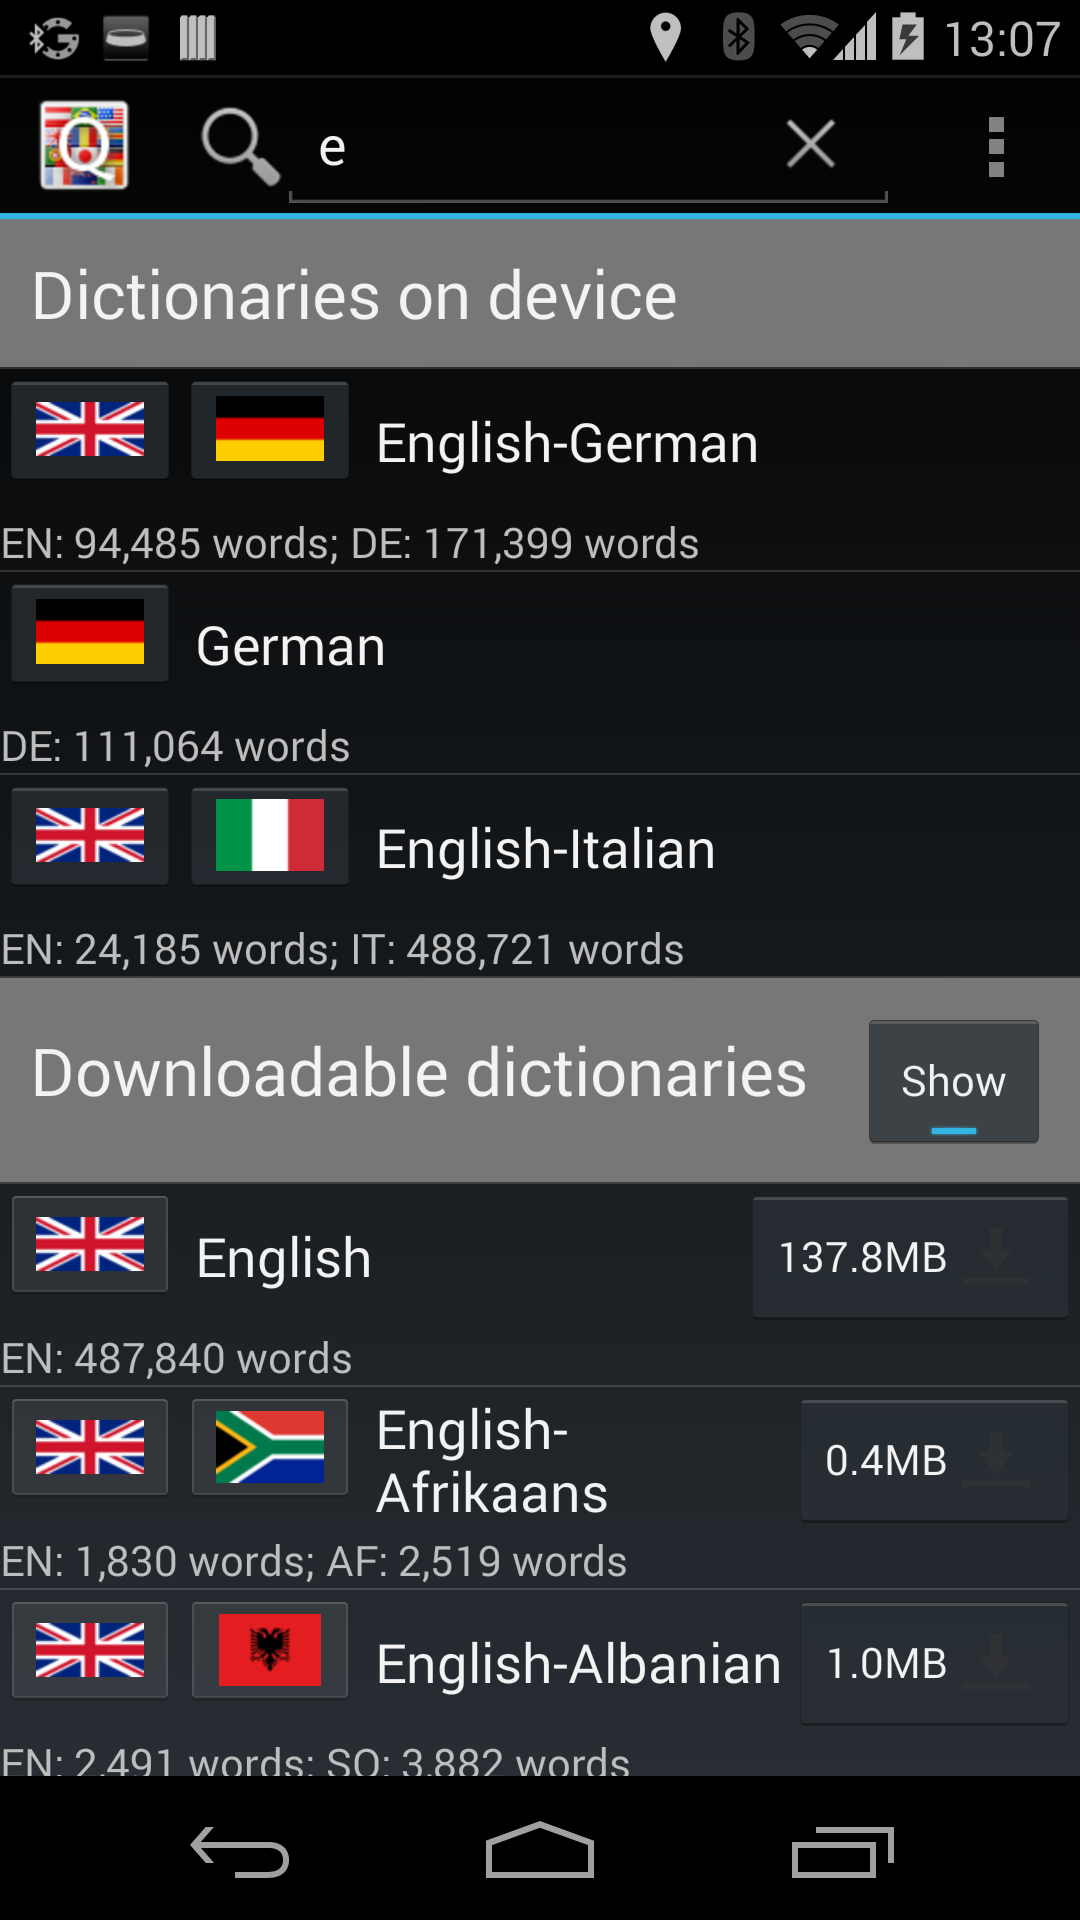 13:07
e
Dictionaries on device
English-German
EN: 94,485 words; DE: 171,399 words
German
DE: 111,064 words
English-Italian
EN: 24,185 words; IT: 488,721 words
Downloadable dictionaries
Show
English
137.8MB
EN: 487,840 words
English-
Afrikaans
0.4MB
EN: 1,830 words; AF: 2,519 words
English-Albanian
1.0MB
EN: 2,491 words; SQ: 3,882 words